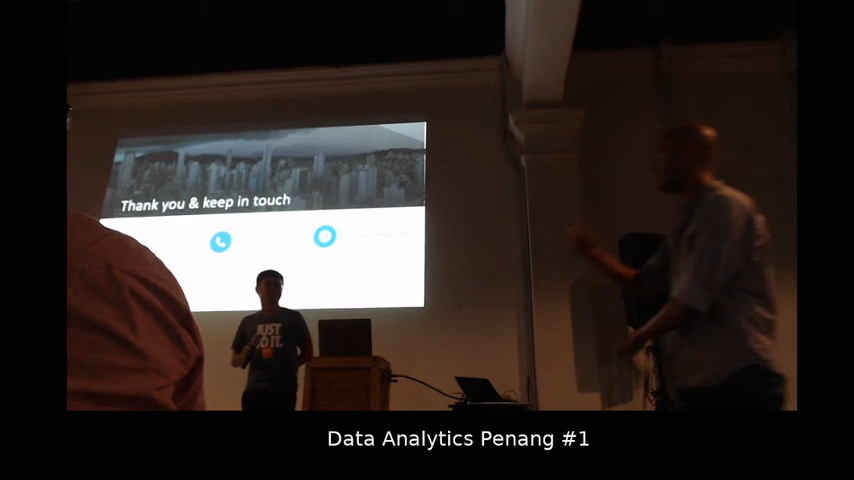 Thank you & keep in touch
JUST
DO IT.
Data Analytics Penang #1